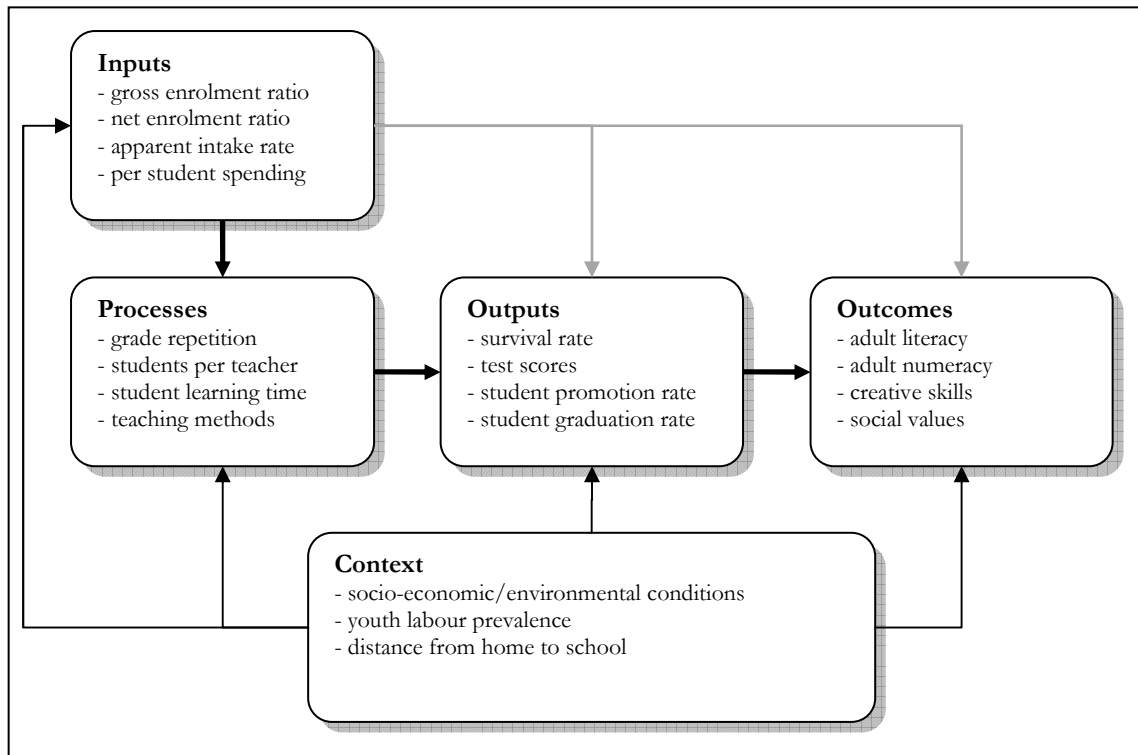 Inputs
- gross enrolment ratio
- net enrolment ratio
- apparent intake rate
- per student spending
Processes
- grade repetition
- students per teacher
- student learning time
- teaching methods
Outputs
- survival rate
- test scores
- student promotion rate
- student graduation rate
Outcomes
- adult literacy
- adult numeracy
- creative skills
- social values
Context
- socio-economic/environmental conditions
- youth labour prevalence
- distance from home to school